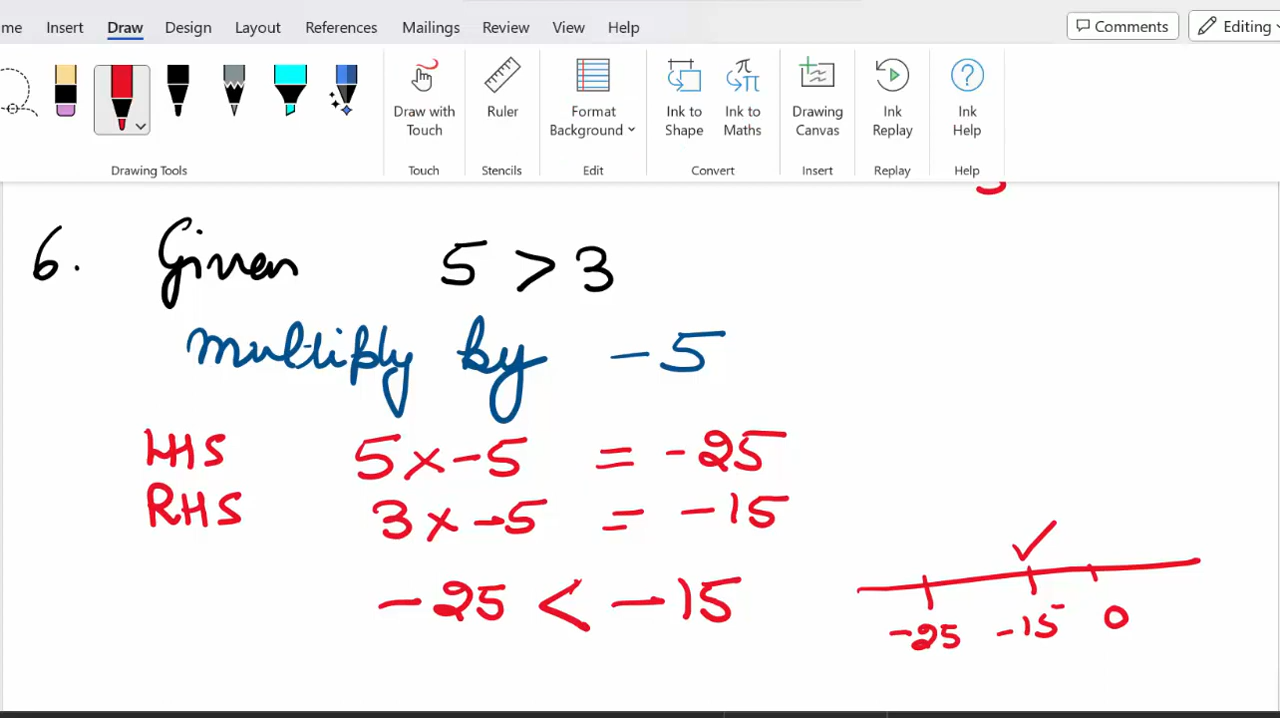 me Insert Draw Design Layout References Mailings Review View Help Comments Editing
Draw with Touch Ruler Format Background Ink to Shape Ink to Maths Drawing Canvas Ink Replay Ink Help
Drawing Tools Touch Stencils Edit Convert Insert Replay Help
6. Given 5 > 3
multiply by -5
LHS 5 x -5 = -25
RHS 3 x -5 = -15
-25 < -15
-25 -15 0